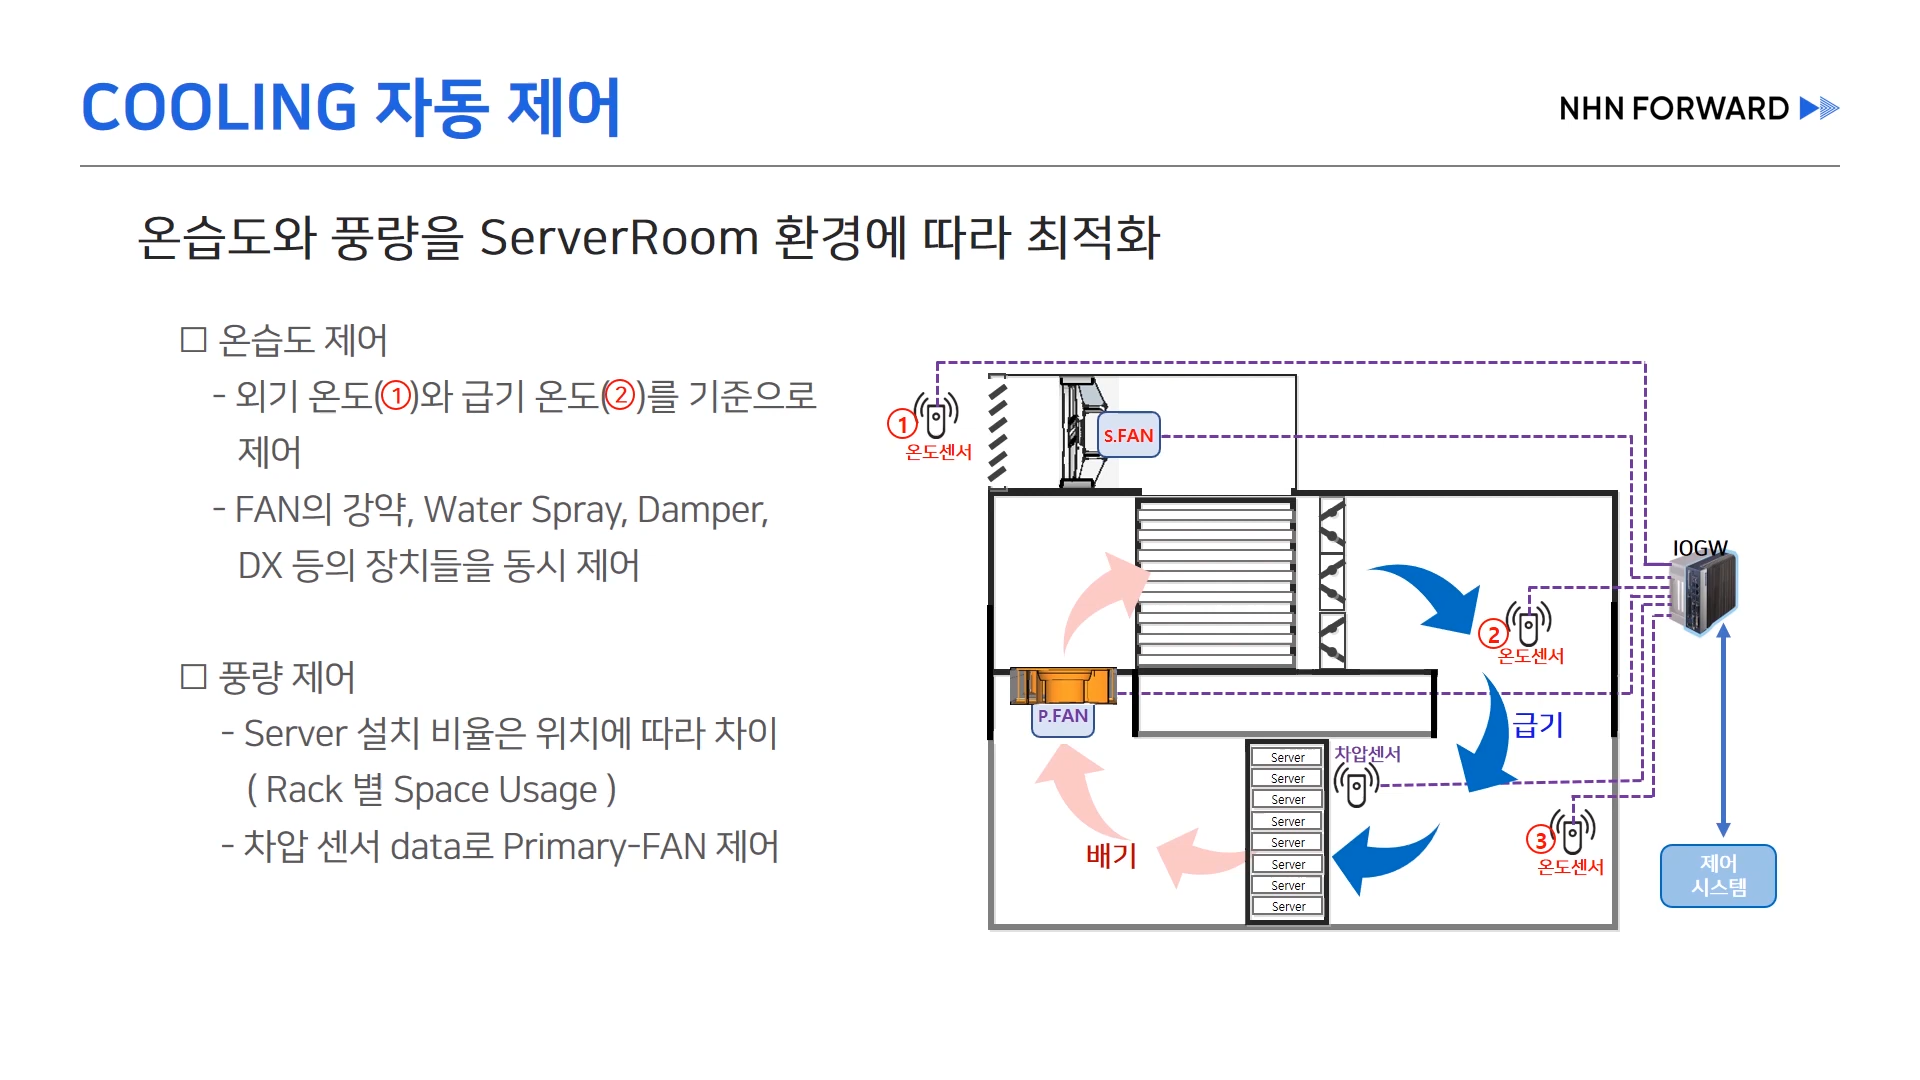 COOLING 자동 제어
NHN FORWARD
온습도와 풍량을 ServerRoom 환경에 따라 최적화
□ 온습도 제어
- 외기 온도(①)와 급기 온도(②)를 기준으로
제어
- FAN의 강약, Water Spray, Damper,
DX 등의 장치들을 동시 제어
□ 풍량 제어
- Server 설치 비율은 위치에 따라 차이
( Rack 별 Space Usage )
- 차압 센서 data로 Primary-FAN 제어
①
온도센서
S.FAN
IOGW
②
온도센서
P.FAN
급기
차압센서
Server
Server
Server
Server
Server
Server
Server
Server
배기
③
온도센서
제어
시스템